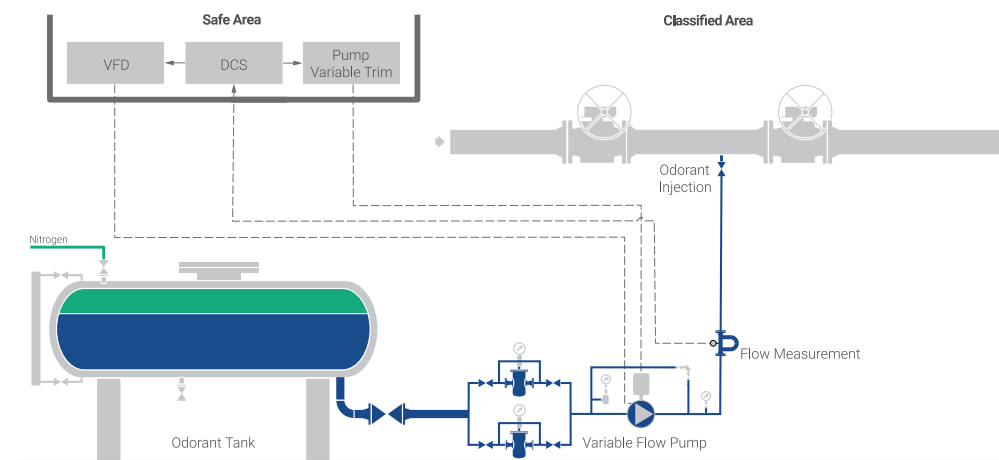 Safe Area
Classified Area
VFD
DCS
Pump
Variable Trim
Odorant
Injection
Nitrogen
Flow Measurement
Odorant Tank
Variable Flow Pump